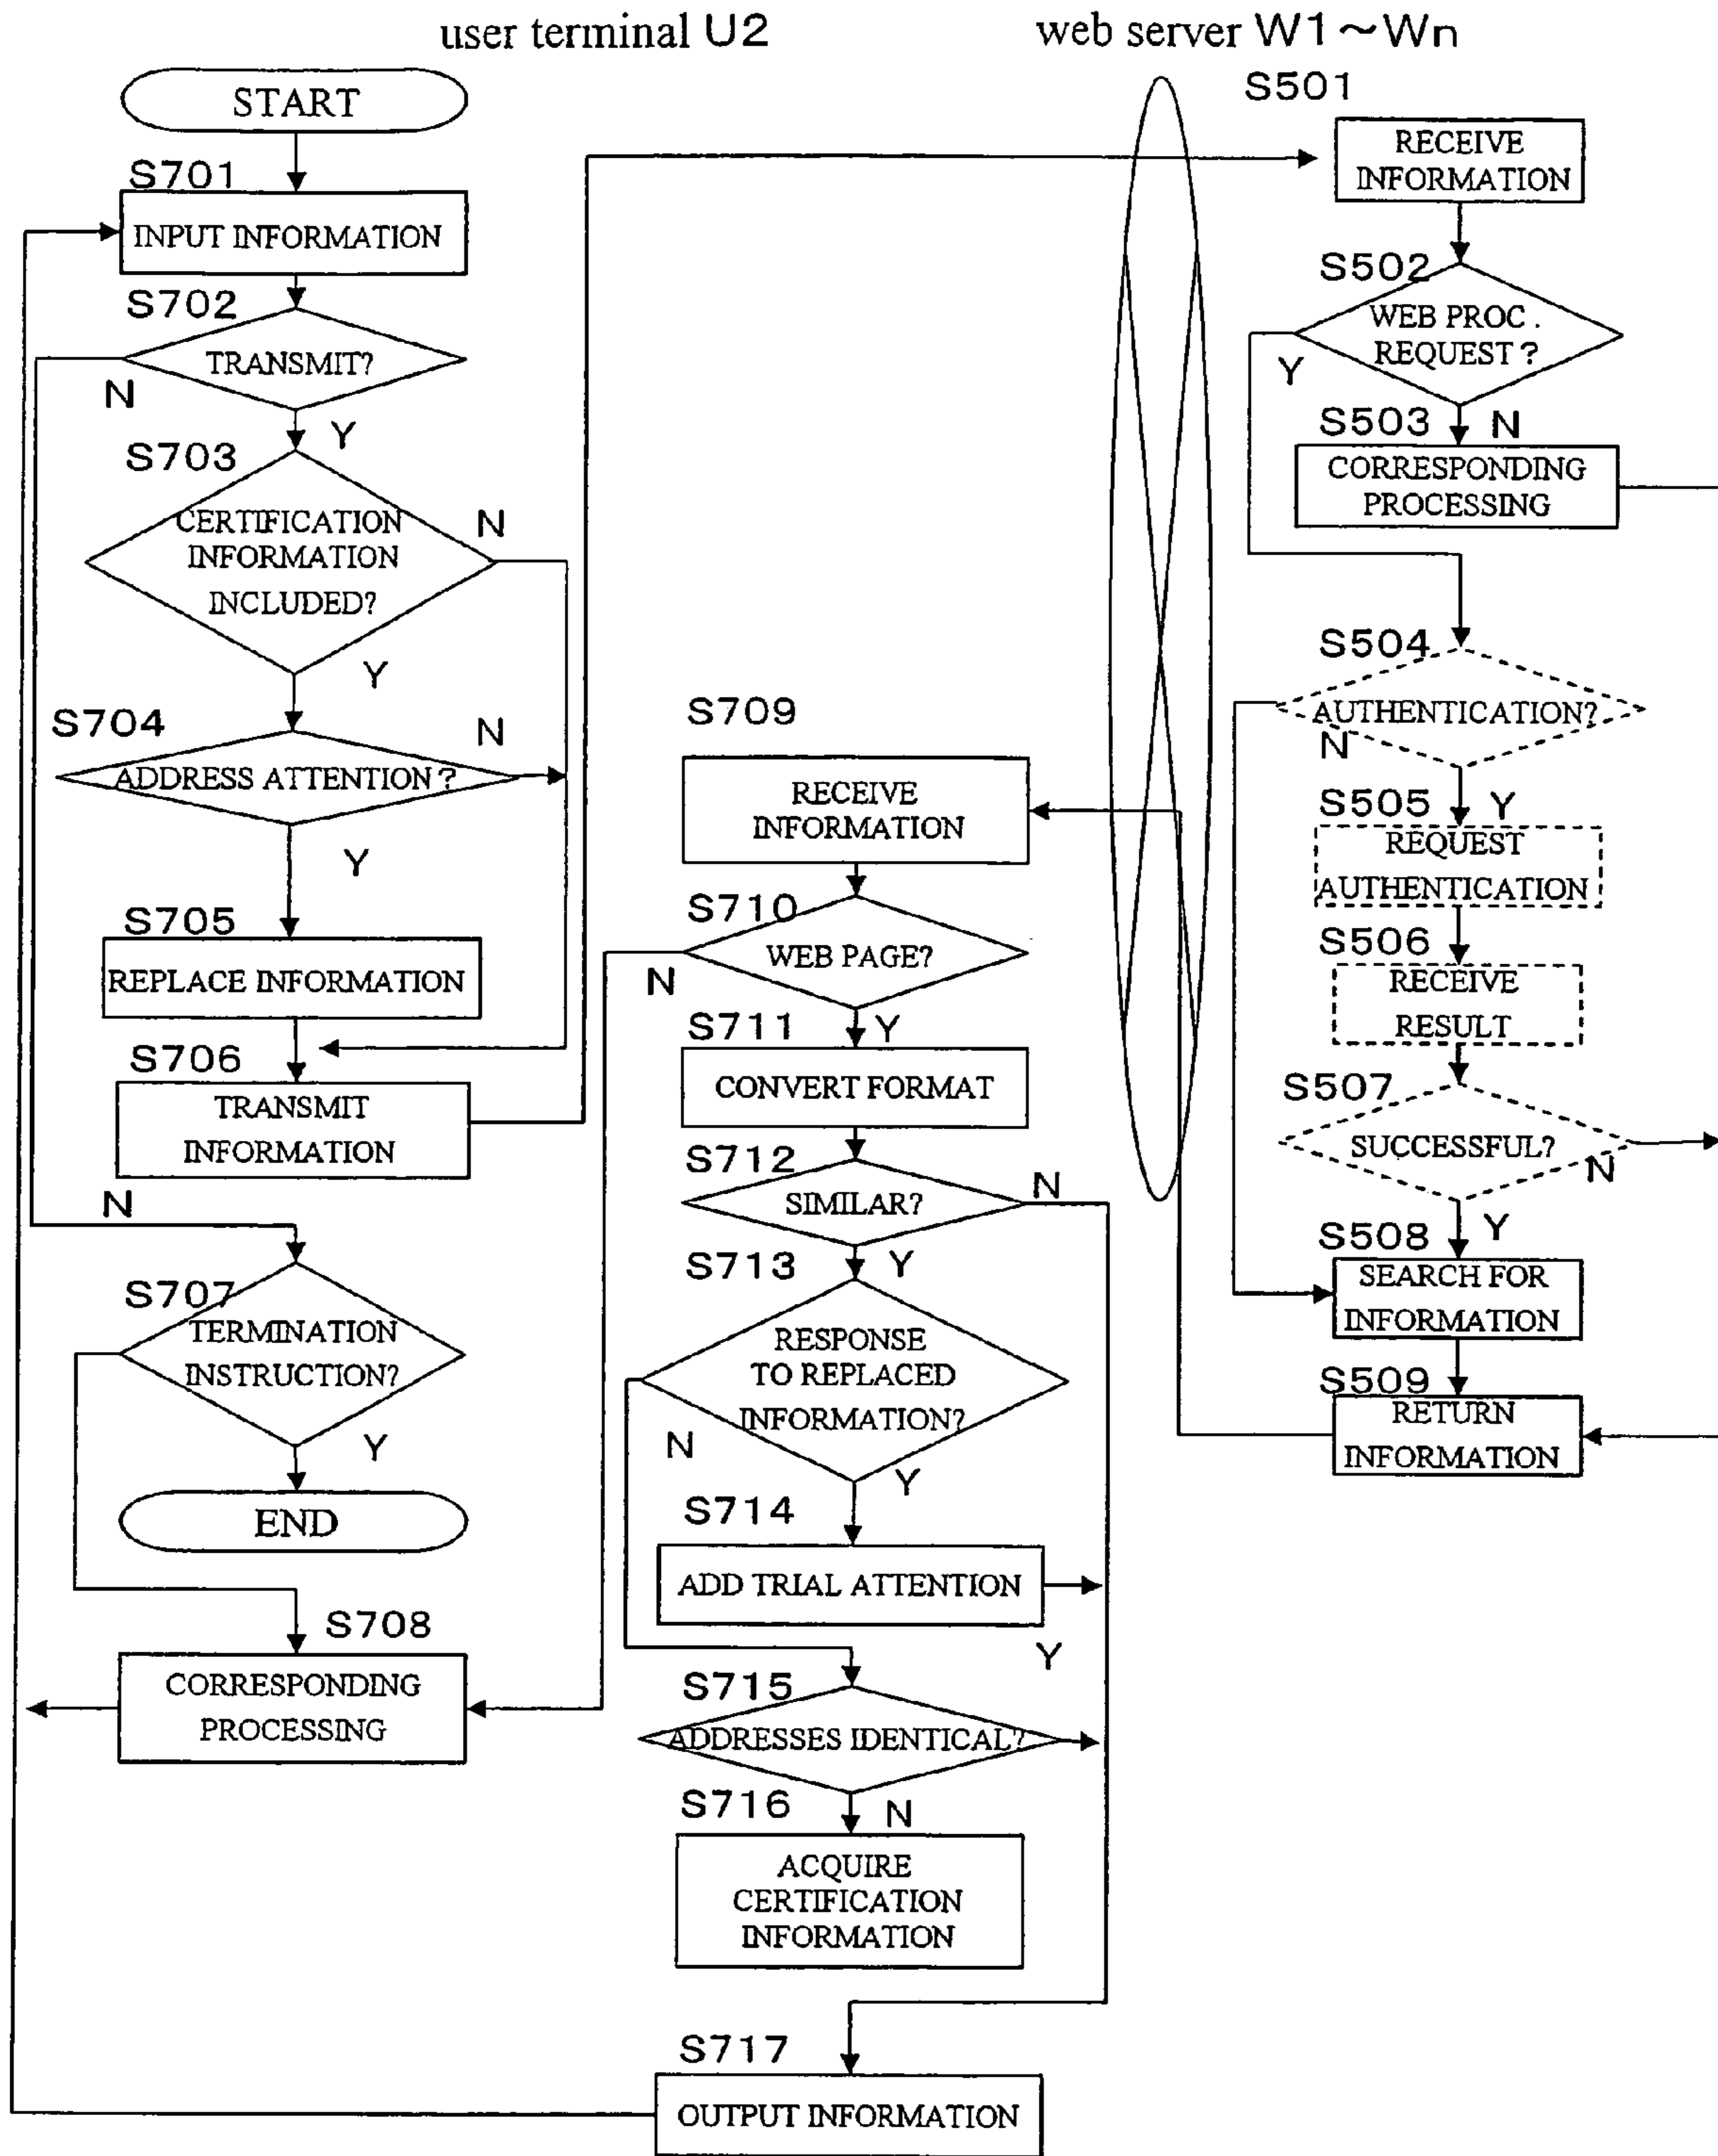 user terminal U2
web server W1～Wn
START
S701
INPUT INFORMATION
S702
TRANSMIT?
N
Y
S703
CERTIFICATION
INFORMATION
INCLUDED?
N
Y
S704
ADDRESS ATTENTION?
N
Y
S705
REPLACE INFORMATION
S706
TRANSMIT
INFORMATION
N
S707
TERMINATION
INSTRUCTION?
Y
END
S708
CORRESPONDING
PROCESSING
S709
RECEIVE
INFORMATION
S710
WEB PAGE?
N
Y
S711
CONVERT FORMAT
S712
SIMILAR?
N
Y
S713
RESPONSE
TO REPLACED
INFORMATION?
N
Y
S714
ADD TRIAL ATTENTION
Y
S715
ADDRESSES IDENTICAL?
N
S716
ACQUIRE
CERTIFICATION
INFORMATION
S717
OUTPUT INFORMATION
S501
RECEIVE
INFORMATION
S502
WEB PROC.
REQUEST?
Y
N
S503
CORRESPONDING
PROCESSING
S504
AUTHENTICATION?
N
Y
S505
REQUEST
AUTHENTICATION
S506
RECEIVE
RESULT
S507
SUCCESSFUL?
N
Y
S508
SEARCH FOR
INFORMATION
S509
RETURN
INFORMATION